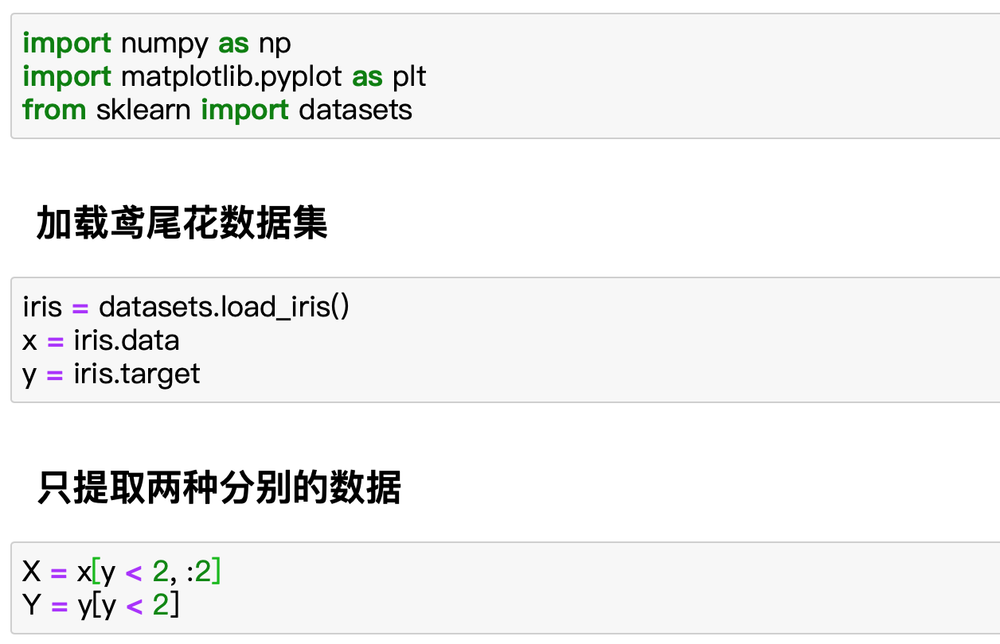 import numpy as np
import matplotlib.pyplot as plt
from sklearn import datasets
加载鸢尾花数据集
iris = datasets.load_iris()
x = iris.data
y = iris.target
只提取两种分别的数据
X = x[y < 2, :2]
Y = y[y < 2]